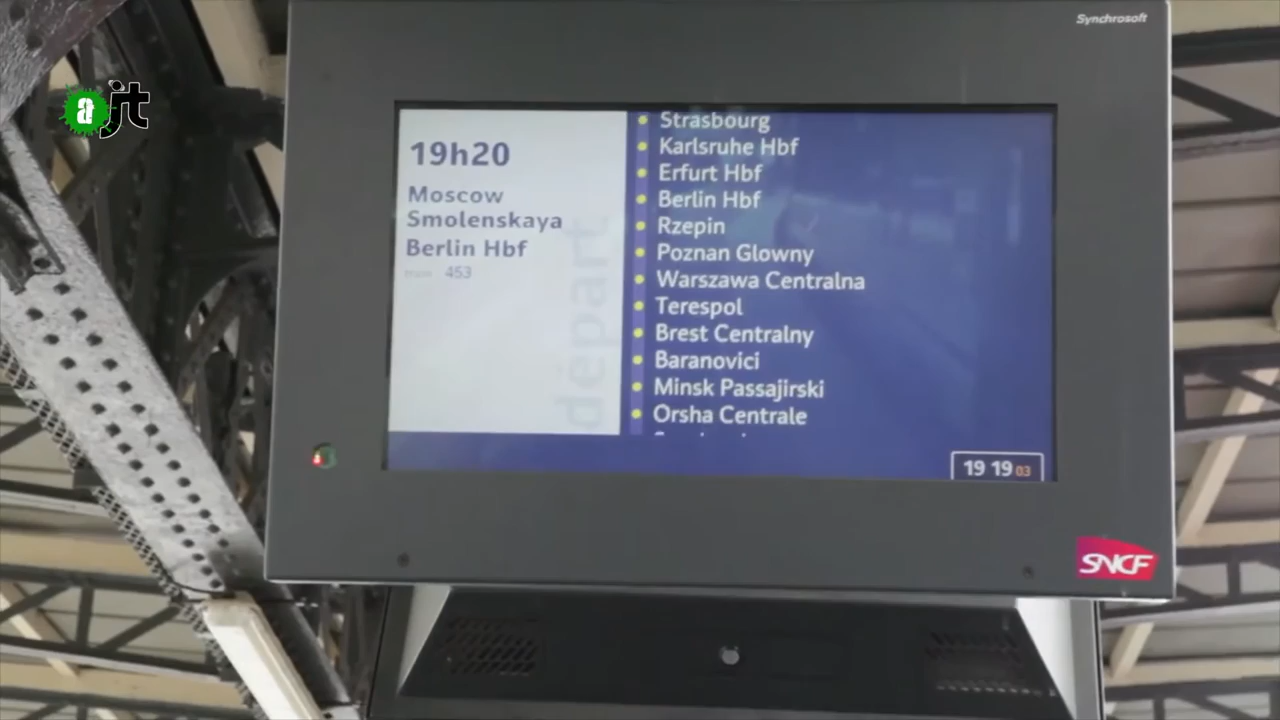 Synchrosoft
ajt
19h20
Moscow
Smolenskaya
Berlin Hbf
453
départ
Strasbourg
Karlsruhe Hbf
Erfurt Hbf
Berlin Hbf
Rzepin
Poznan Glowny
Warszawa Centralna
Terespol
Brest Centralny
Baranovici
Minsk Passajirski
Orsha Centrale
19 19 03
SNCF